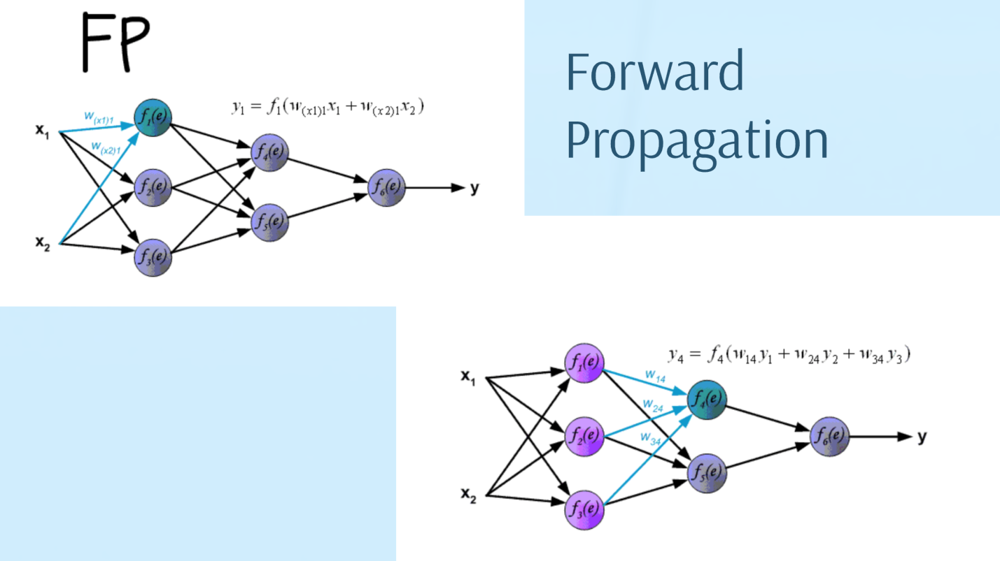 FP
Forward
Propagation
y₁ = f₁(w₍ₓ₁₎₁x₁ + w₍ₓ₂₎₁x₂)
w₍ₓ₁₎₁
f₁(e)
x₁
w₍ₓ₂₎₁
f₄(e)
f₂(e)
f₆(e)
y
f₅(e)
x₂
f₃(e)
y₄ = f₄(w₁₄y₁ + w₂₄y₂ + w₃₄y₃)
f₁(e)
x₁
w₁₄
f₄(e)
w₂₄
f₂(e)
w₃₄
f₆(e)
y
f₅(e)
x₂
f₃(e)